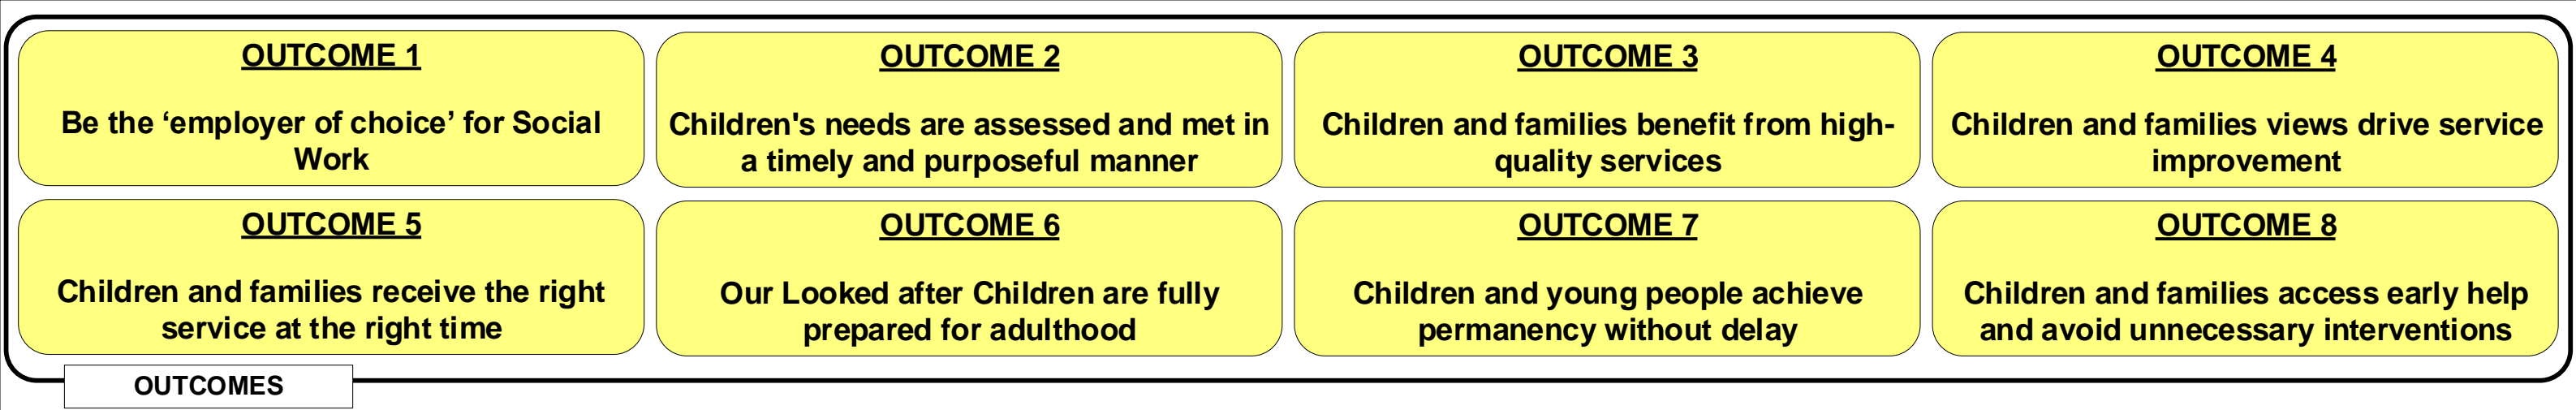 OUTCOME 1
Be the ‘employer of choice’ for Social
Work
OUTCOME 2
Children's needs are assessed and met in
a timely and purposeful manner
OUTCOME 3
Children and families benefit from high-
quality services
OUTCOME 4
Children and families views drive service
improvement
OUTCOME 5
Children and families receive the right
service at the right time
OUTCOME 6
Our Looked after Children are fully
prepared for adulthood
OUTCOME 7
Children and young people achieve
permanency without delay
OUTCOME 8
Children and families access early help
and avoid unnecessary interventions
OUTCOMES